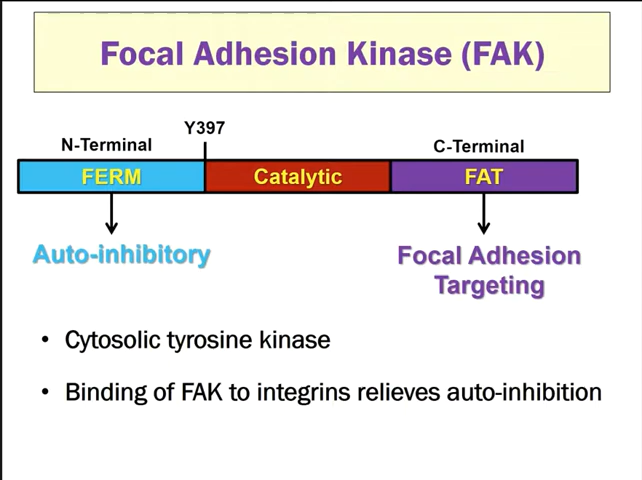 Focal Adhesion Kinase (FAK)
Y397
N-Terminal
C-Terminal
FERM
Catalytic
FAT
Auto-inhibitory
Focal Adhesion
Targeting
• Cytosolic tyrosine kinase
• Binding of FAK to integrins relieves auto-inhibition